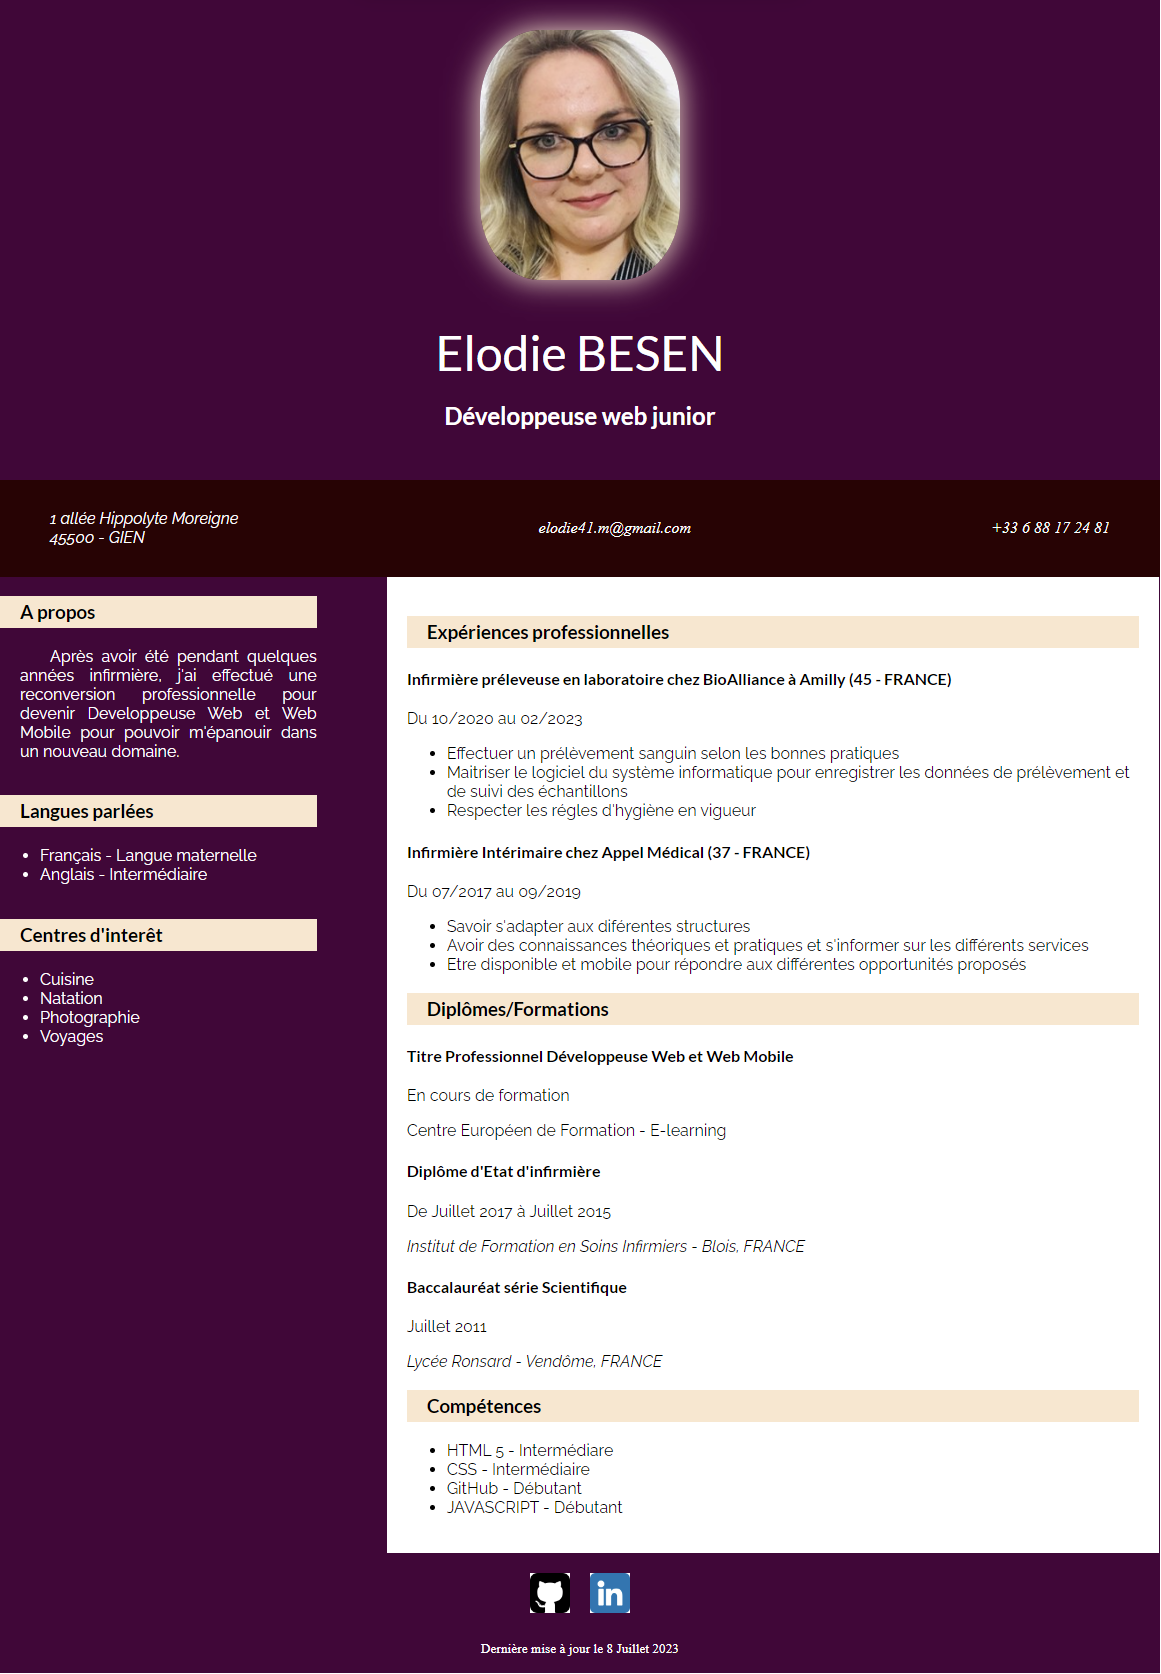 Elodie BESEN
Développeuse web junior
1 allée Hippolyte Moreigne
45500 - GIEN
elodie41.m@gmail.com
+33 6 88 17 24 81
A propos
Après avoir été pendant quelques
années infirmière, j'ai effectué une
reconversion professionnelle pour
devenir Developpeuse Web et Web
Mobile pour pouvoir m'épanouir dans
un nouveau domaine.
Langues parlées
Français - Langue maternelle
Anglais - Intermédiaire
Centres d'interêt
Cuisine
Natation
Photographie
Voyages
Expériences professionnelles
Infirmière préleveuse en laboratoire chez BioAlliance à Amilly (45 - FRANCE)
Du 10/2020 au 02/2023
Effectuer un prélèvement sanguin selon les bonnes pratiques
Maitriser le logiciel du système informatique pour enregistrer les données de prélèvement et
de suivi des échantillons
Respecter les régles d'hygiène en vigueur
Infirmière Intérimaire chez Appel Médical (37 - FRANCE)
Du 07/2017 au 09/2019
Savoir s'adapter aux diférentes structures
Avoir des connaissances théoriques et pratiques et s'informer sur les différents services
Etre disponible et mobile pour répondre aux différentes opportunités proposés
Diplômes/Formations
Titre Professionnel Développeuse Web et Web Mobile
En cours de formation
Centre Européen de Formation - E-learning
Diplôme d'Etat d'infirmière
De Juillet 2017 à Juillet 2015
Institut de Formation en Soins Infirmiers - Blois, FRANCE
Baccalauréat série Scientifique
Juillet 2011
Lycée Ronsard - Vendôme, FRANCE
Compétences
HTML 5 - Intermédiare
CSS - Intermédiaire
GitHub - Débutant
JAVASCRIPT - Débutant
in
Dernière mise à jour le 8 Juillet 2023